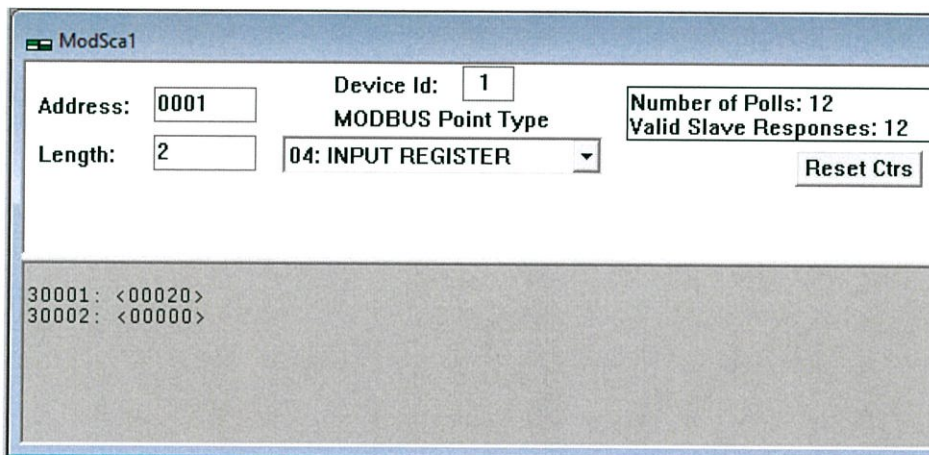 ModSca1
Address: 0001
Device Id: 1
MODBUS Point Type
Length: 2
04: INPUT REGISTER
Number of Polls: 12
Valid Slave Responses: 12
Reset Ctrs
30001: <00020>
30002: <00000>